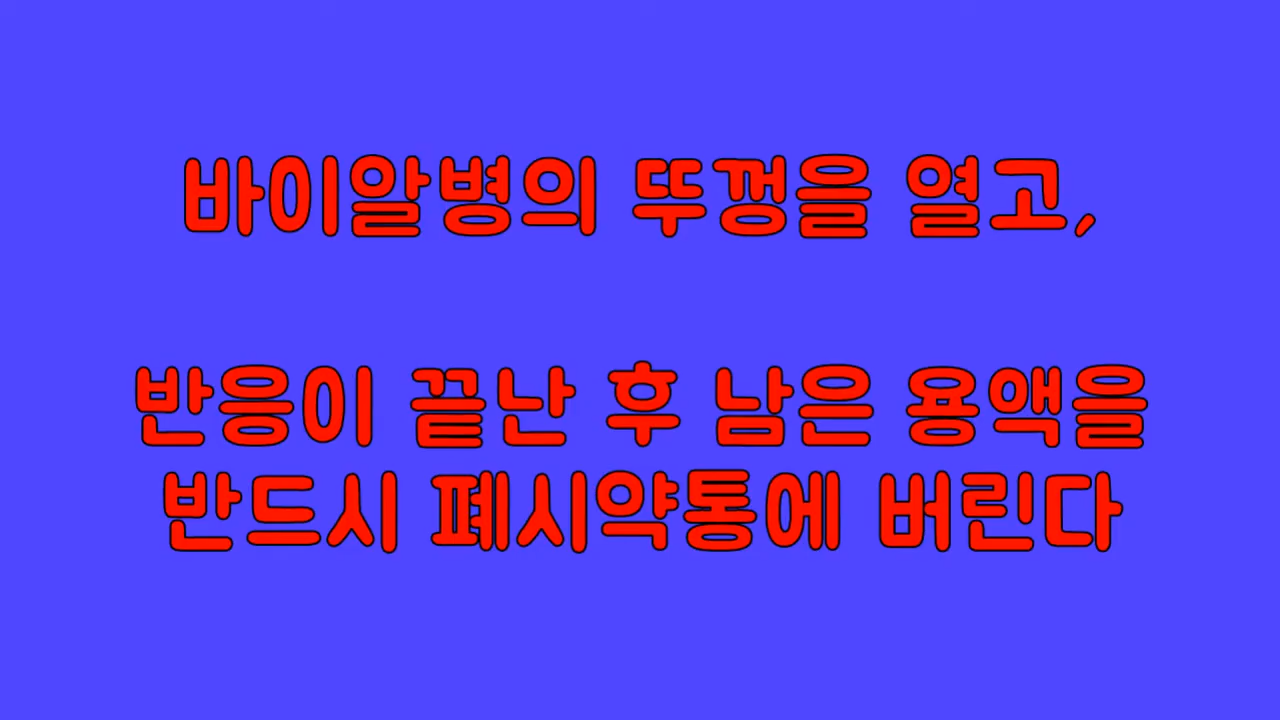 바이알병의 뚜껑을 열고,
반응이 끝난 후 남은 용액을
반드시 폐시약통에 버린다